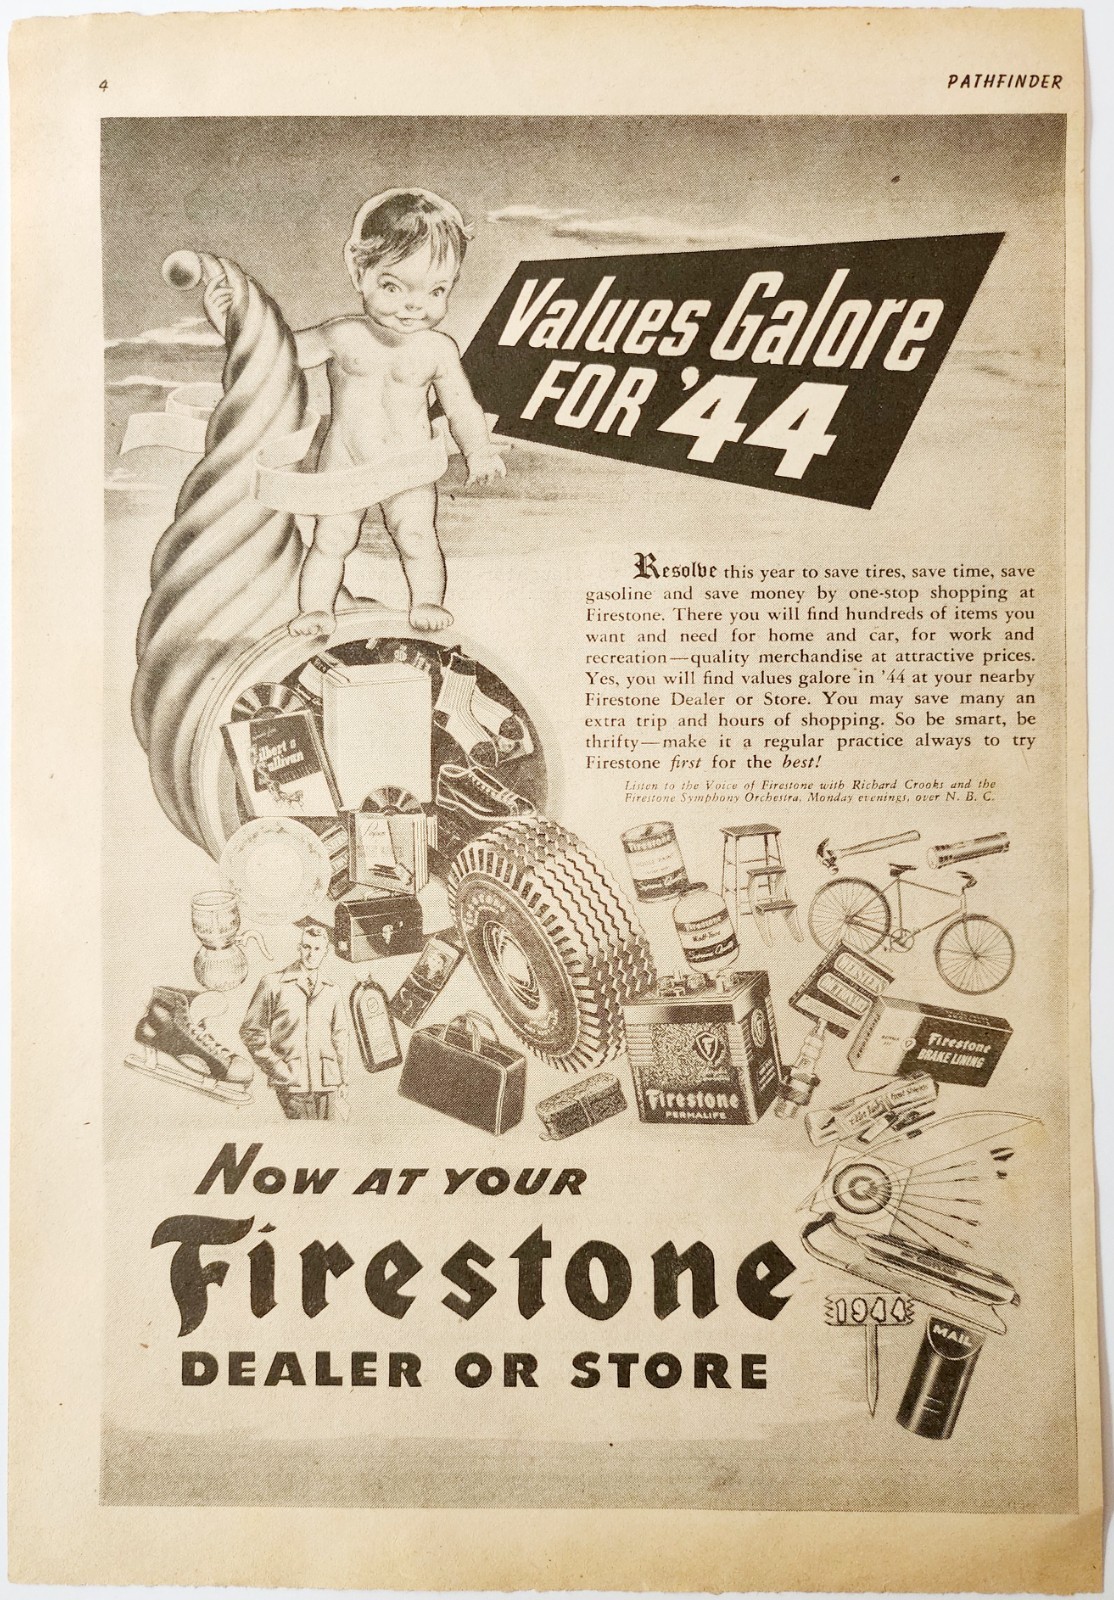 4
PATHFINDER
Values Galore
FOR '44
Resolve this year to save tires, save time, save
gasoline and save money by one-stop shopping at
Firestone. There you will find hundreds of items you
want and need for home and car, for work and
recreation—quality merchandise at attractive prices.
Yes, you will find values galore in '44 at your nearby
Firestone Dealer or Store. You may save many an
extra trip and hours of shopping. So be smart, be
thrifty—make it a regular practice always to try
Firestone first for the best!
Listen to the Voice of Firestone with Richard Crooks and the
Firestone Symphony Orchestra, Monday evenings, over N. B. C.
Gilbert &
Sullivan
Firestone
Firestone
Firestone
PERMALIFE
Firestone
BRAKE LINING
NOW AT YOUR
Firestone
DEALER OR STORE
1944
MAIL